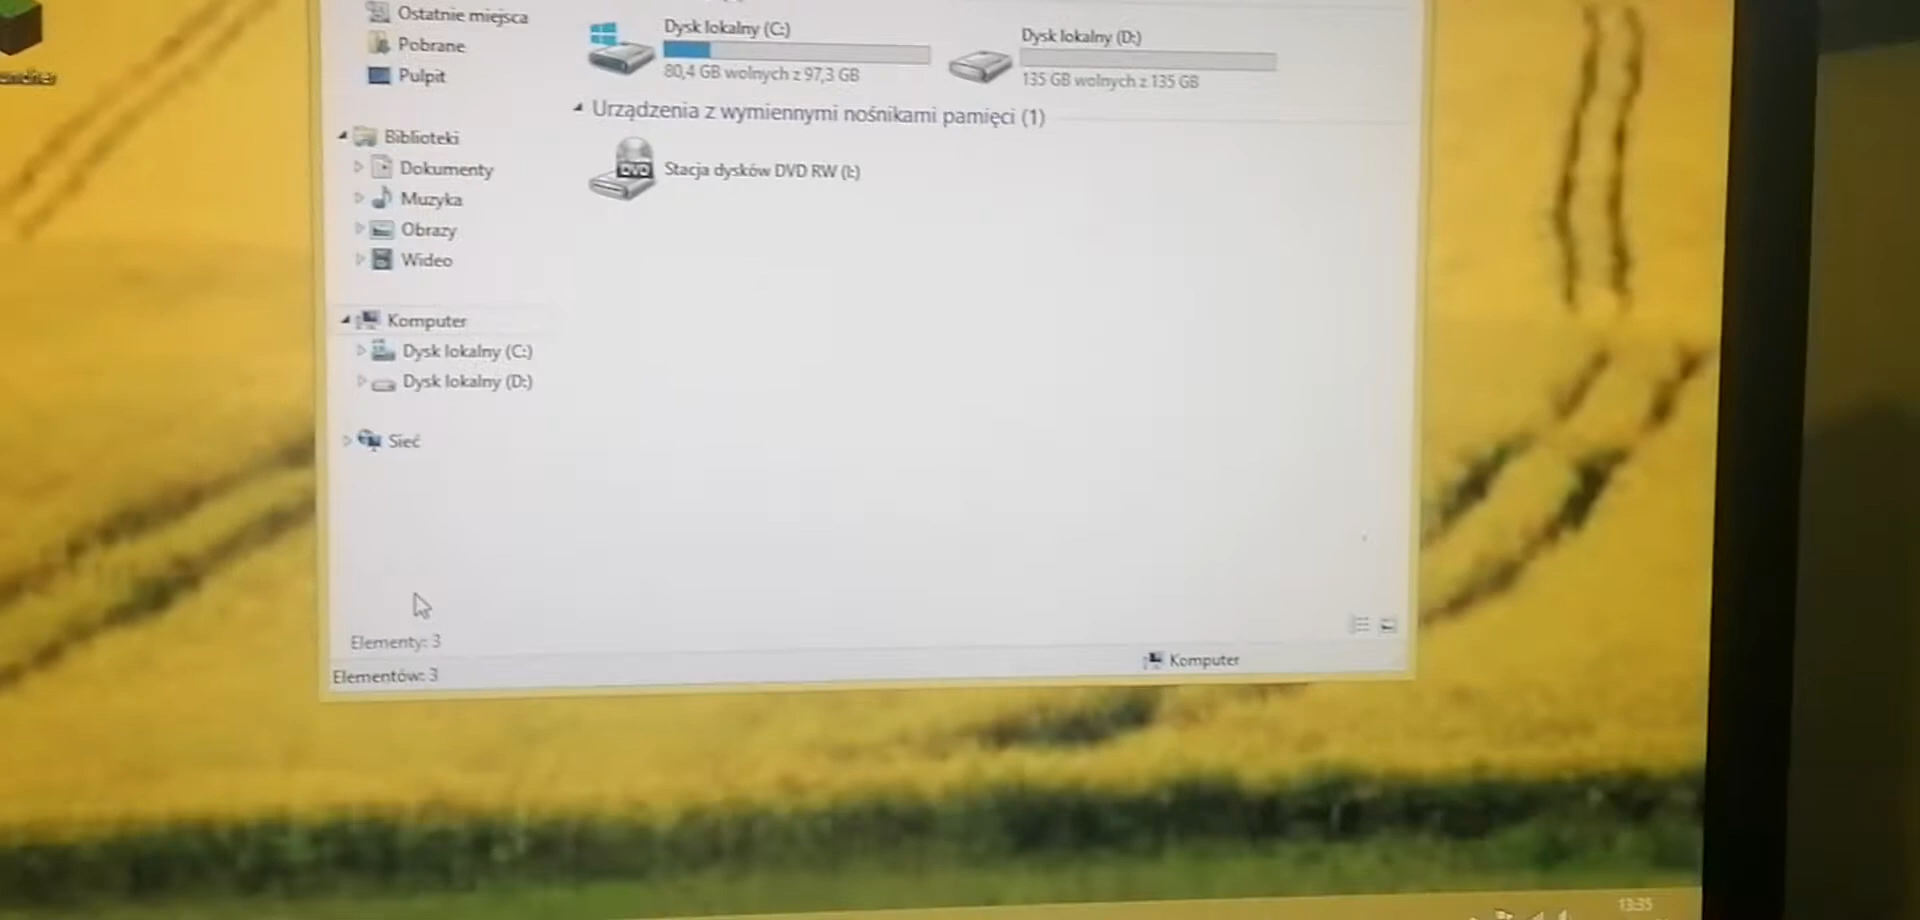 Ostatnie miejsca
Pobrane
Pulpit
Biblioteki
Dokumenty
Muzyka
Obrazy
Wideo
Komputer
Dysk lokalny (C:)
Dysk lokalny (D:)
Sieć
Dysk lokalny (C:)
80,4 GB wolnych z 97,3 GB
Dysk lokalny (D:)
135 GB wolnych z 135 GB
Urządzenia z wymiennymi nośnikami pamięci (1)
DVD
Stacja dysków DVD RW
Elementy: 3
Elementów: 3
Komputer
13:35